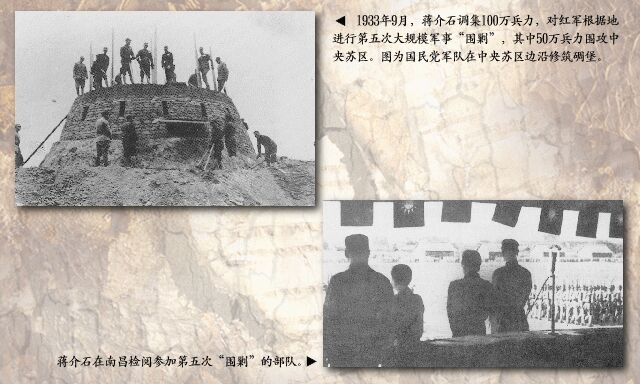 ◀ 1933年9月，蒋介石调集100万兵力，对红军根据地
进行第五次大规模军事“围剿”，其中50万兵力围攻中
央苏区。图为国民党军队在中央苏区边沿修筑碉堡。
蒋介石在南昌检阅参加第五次“围剿”的部队。▶